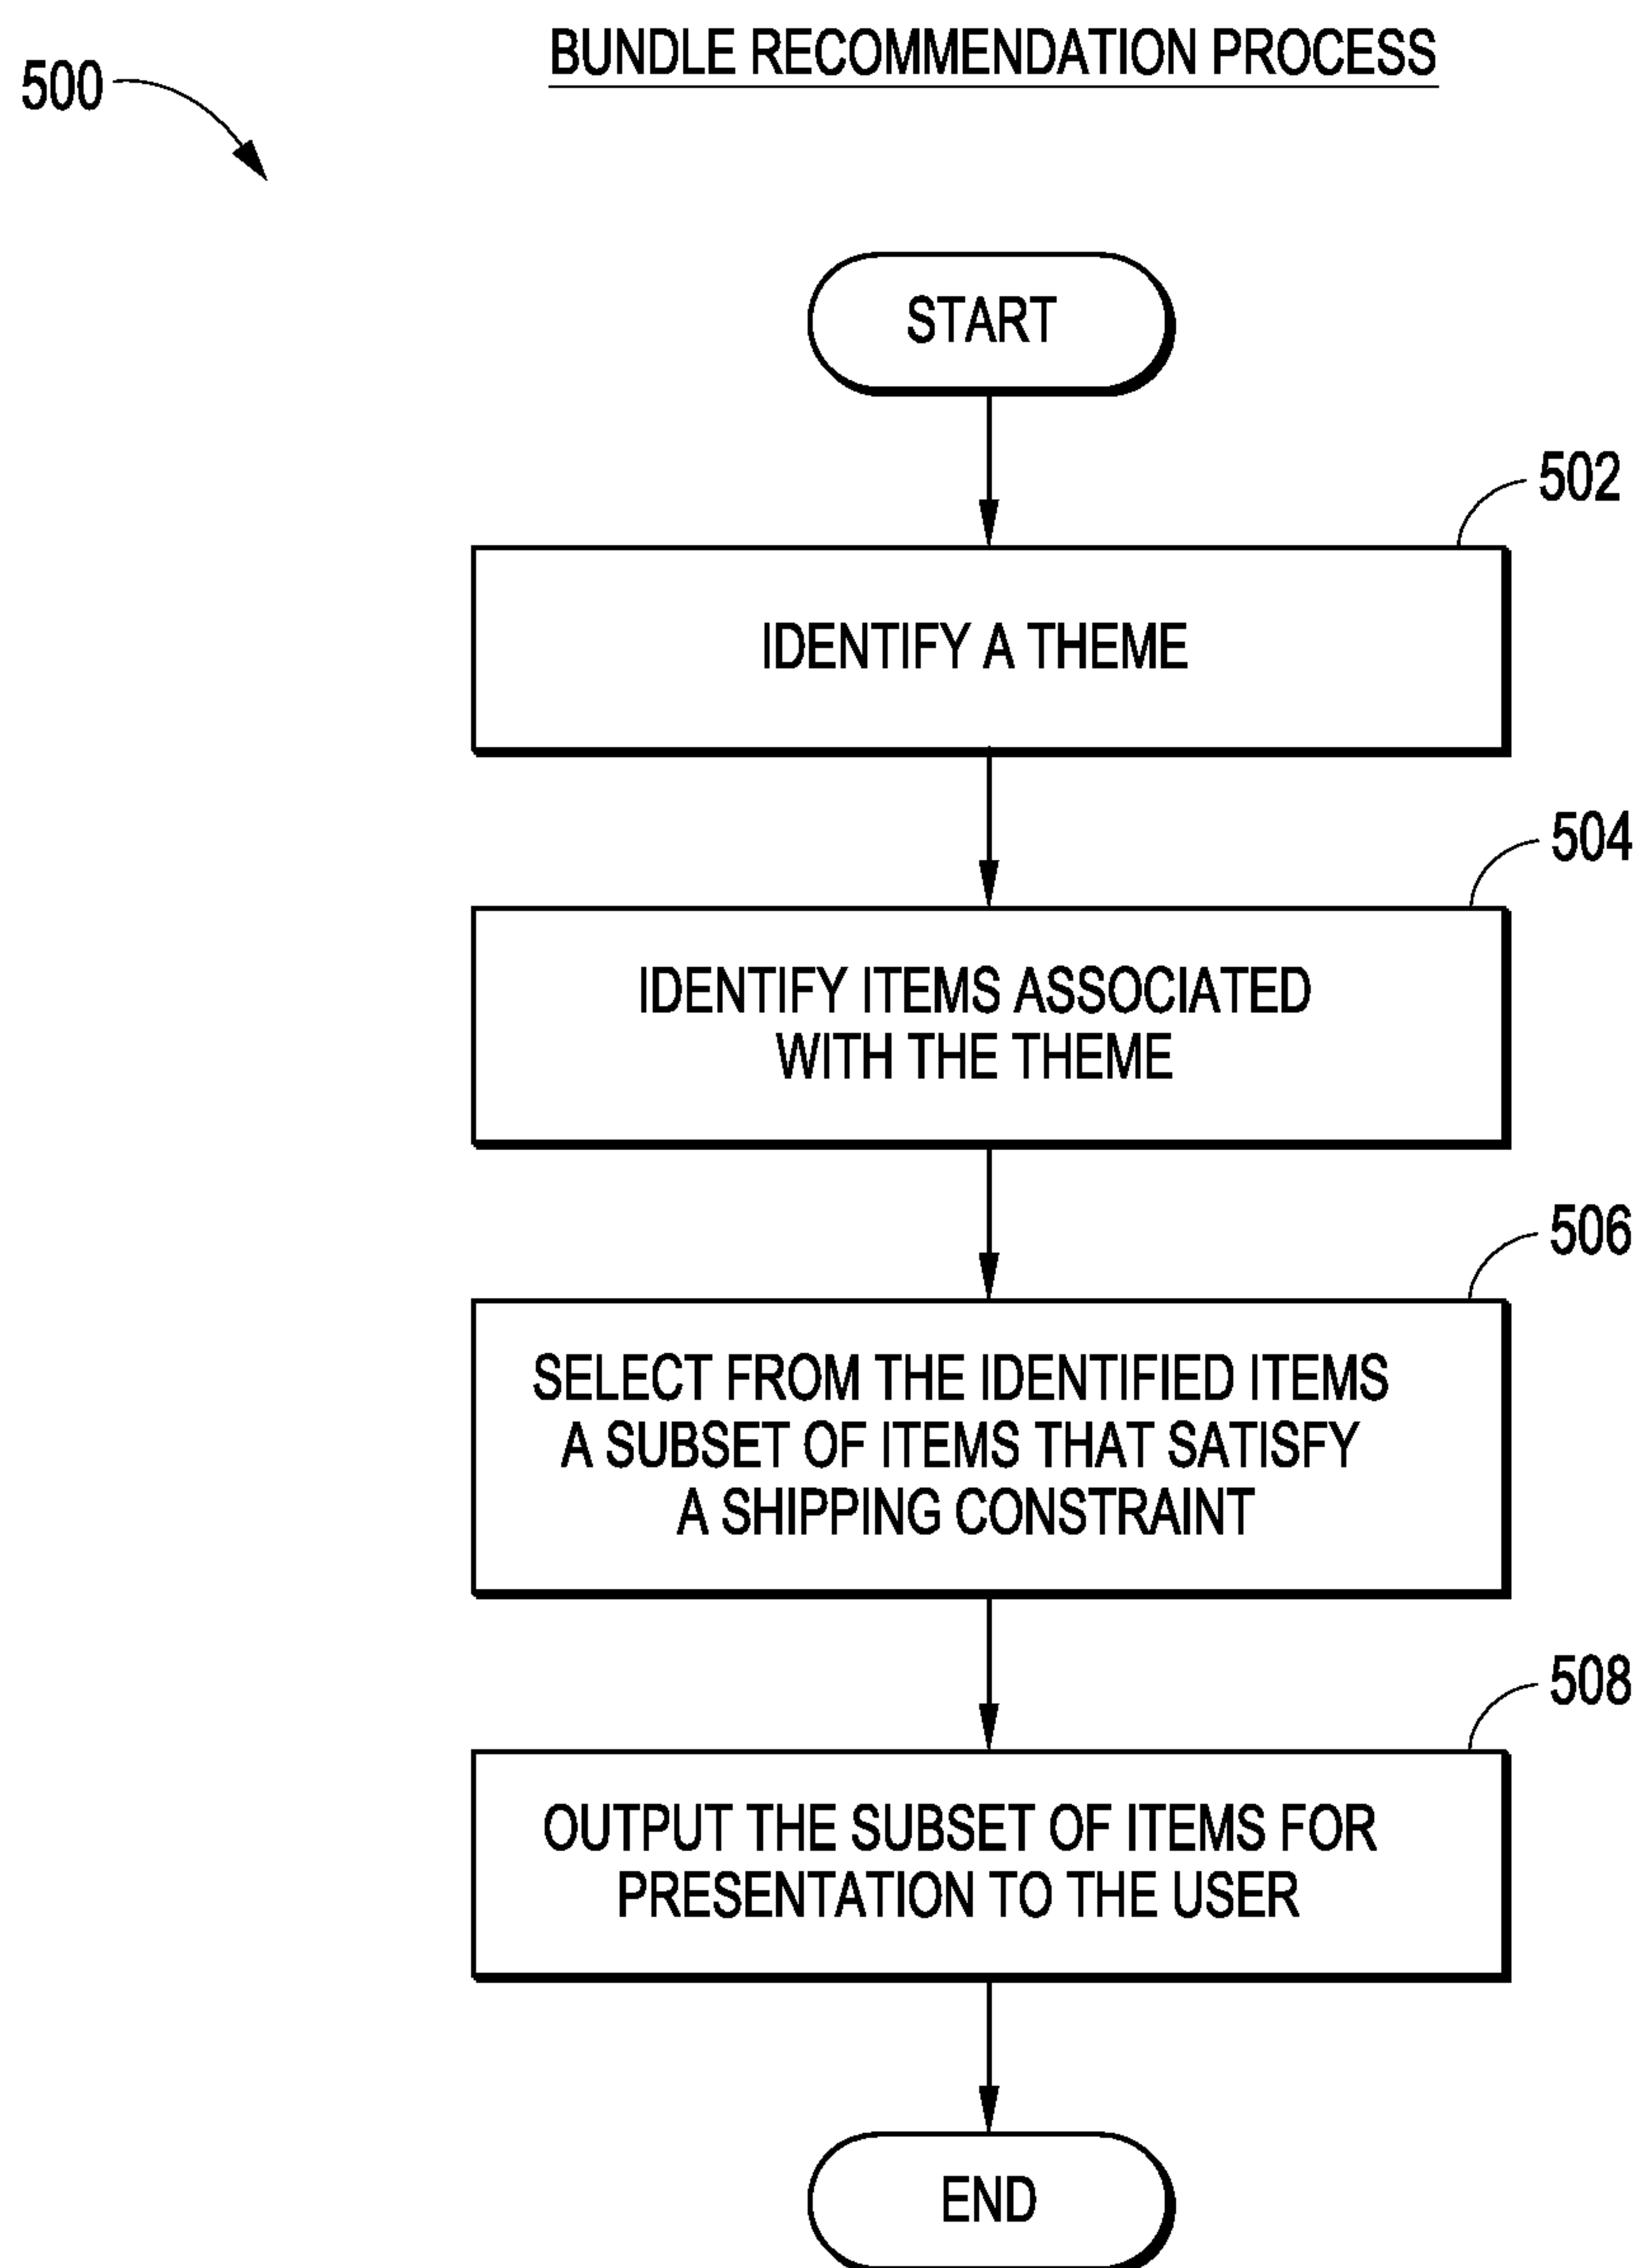 BUNDLE RECOMMENDATION PROCESS
500
START
502
IDENTIFY A THEME
504
IDENTIFY ITEMS ASSOCIATED
WITH THE THEME
506
SELECT FROM THE IDENTIFIED ITEMS
A SUBSET OF ITEMS THAT SATISFY
A SHIPPING CONSTRAINT
508
OUTPUT THE SUBSET OF ITEMS FOR
PRESENTATION TO THE USER
END